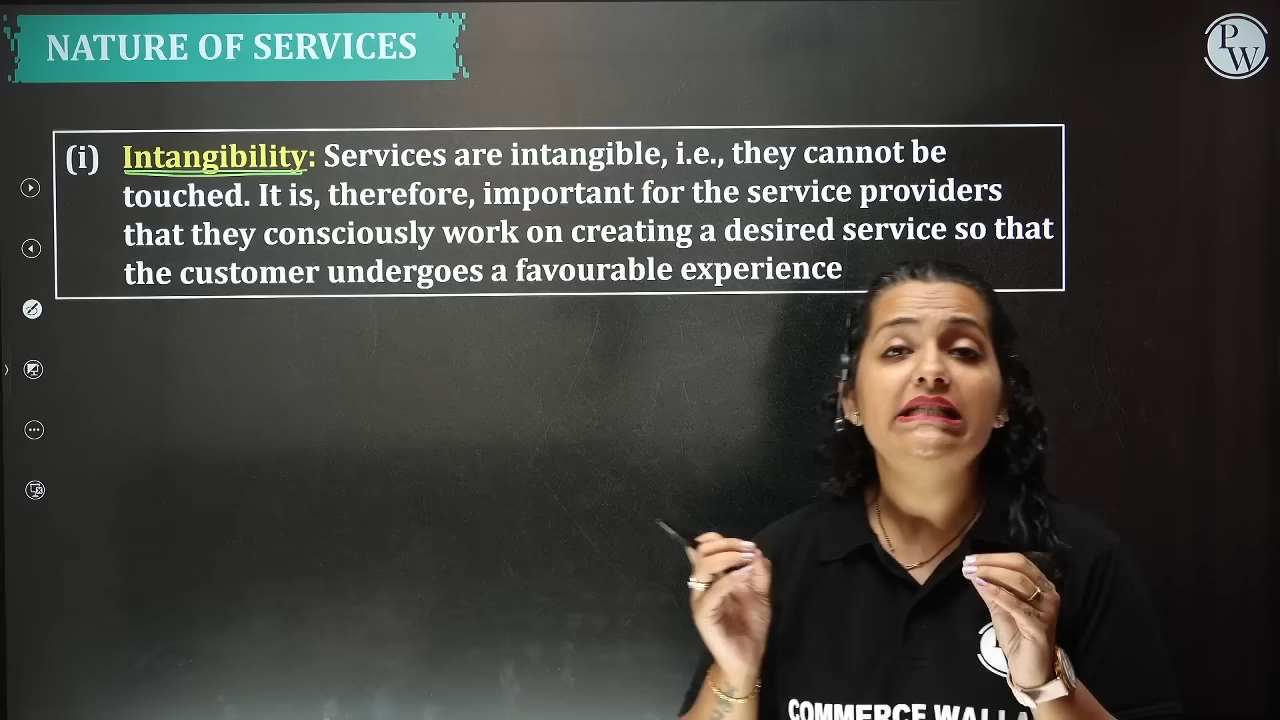 NATURE OF SERVICES
PW
(i) Intangibility: Services are intangible, i.e., they cannot be
touched. It is, therefore, important for the service providers
that they consciously work on creating a desired service so that
the customer undergoes a favourable experience
COMMERCE WALLA